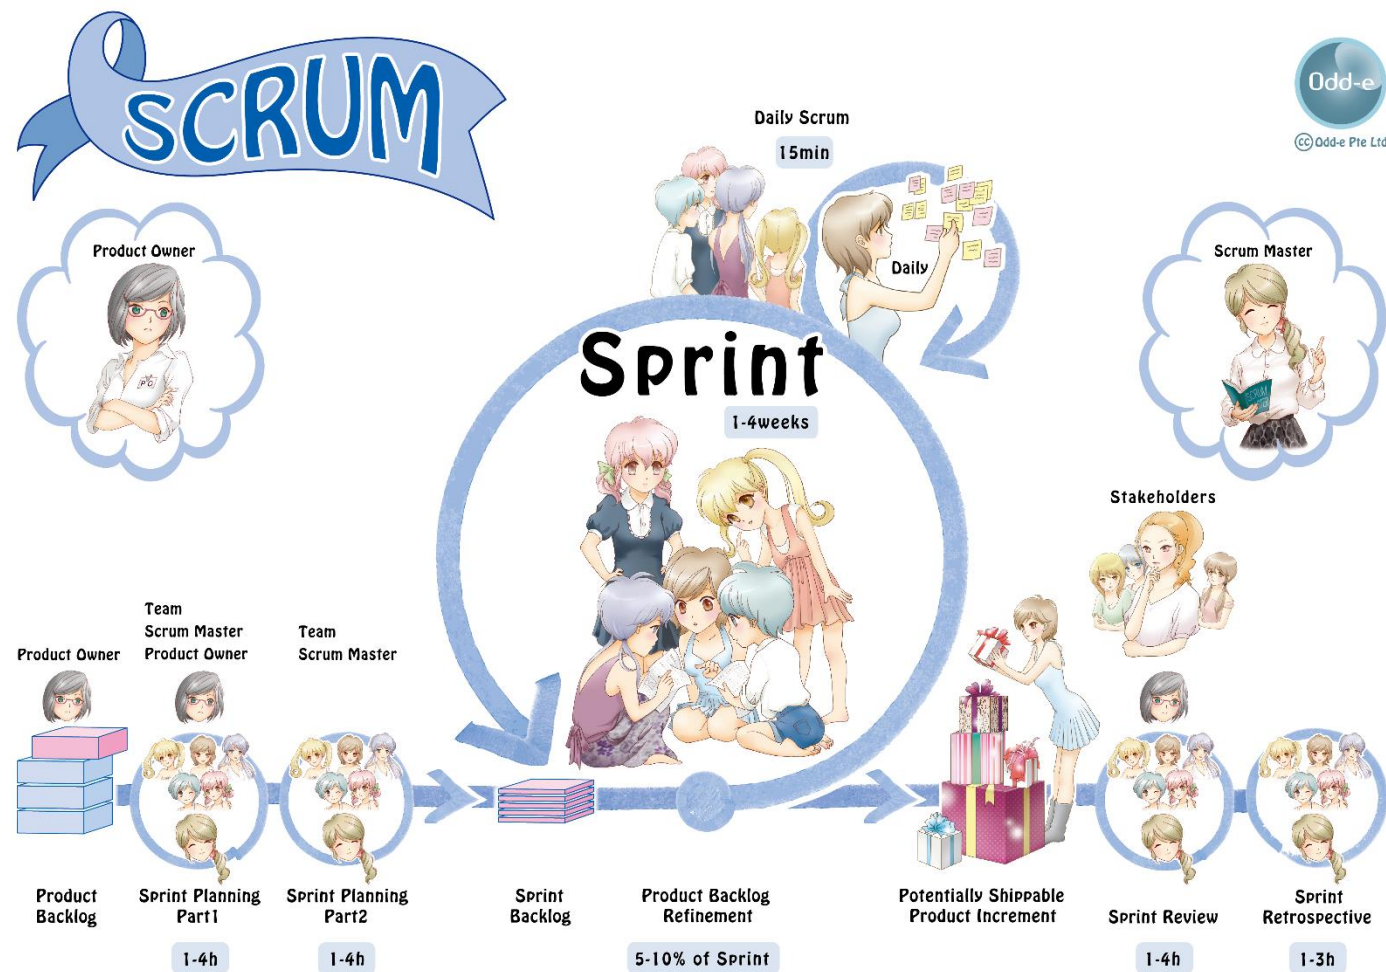 SCRUM
Odd-e
cc Odd-e Pte Ltd
Daily Scrum
15min
Daily
Product Owner
PO
Scrum Master
SCRUM
Sprint
1-4weeks
Stakeholders
Product Owner
Team
Scrum Master
Product Owner
Team
Scrum Master
Product
Backlog
Sprint Planning
Part1
1-4h
Sprint Planning
Part2
1-4h
Sprint
Backlog
Product Backlog
Refinement
5-10% of Sprint
Potentially Shippable
Product Increment
Sprint Review
1-4h
Sprint
Retrospective
1-3h